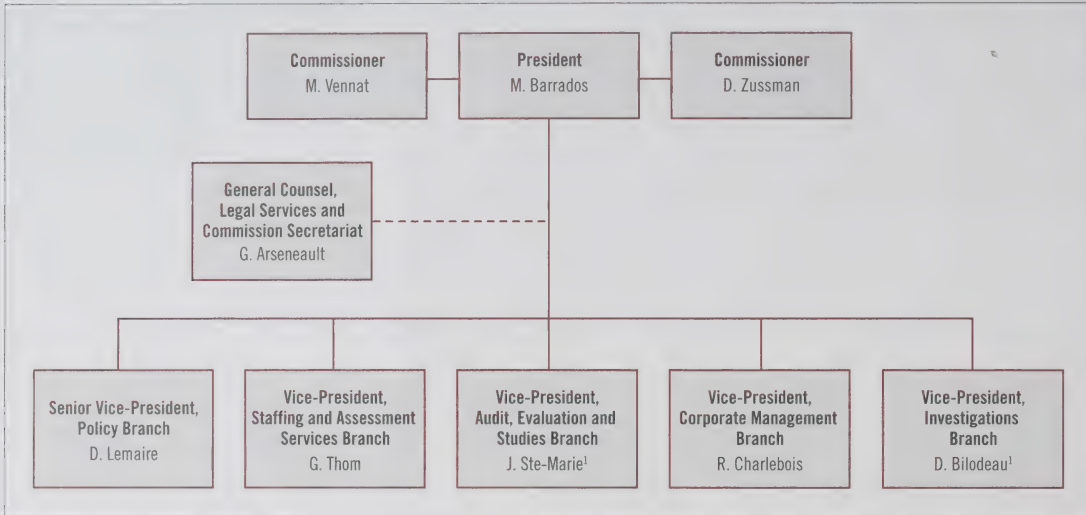 Commissioner
M. Vennat
President
M. Barrados
Commissioner
D. Zussman
General Counsel,
Legal Services and
Commission Secretariat
G. Arseneault
Senior Vice-President,
Policy Branch
D. Lemaire
Vice-President,
Staffing and Assessment
Services Branch
G. Thom
Vice-President,
Audit, Evaluation and
Studies Branch
J. Ste-Marie¹
Vice-President,
Corporate Management
Branch
R. Charlebois
Vice-President,
Investigations
Branch
D. Bilodeau¹